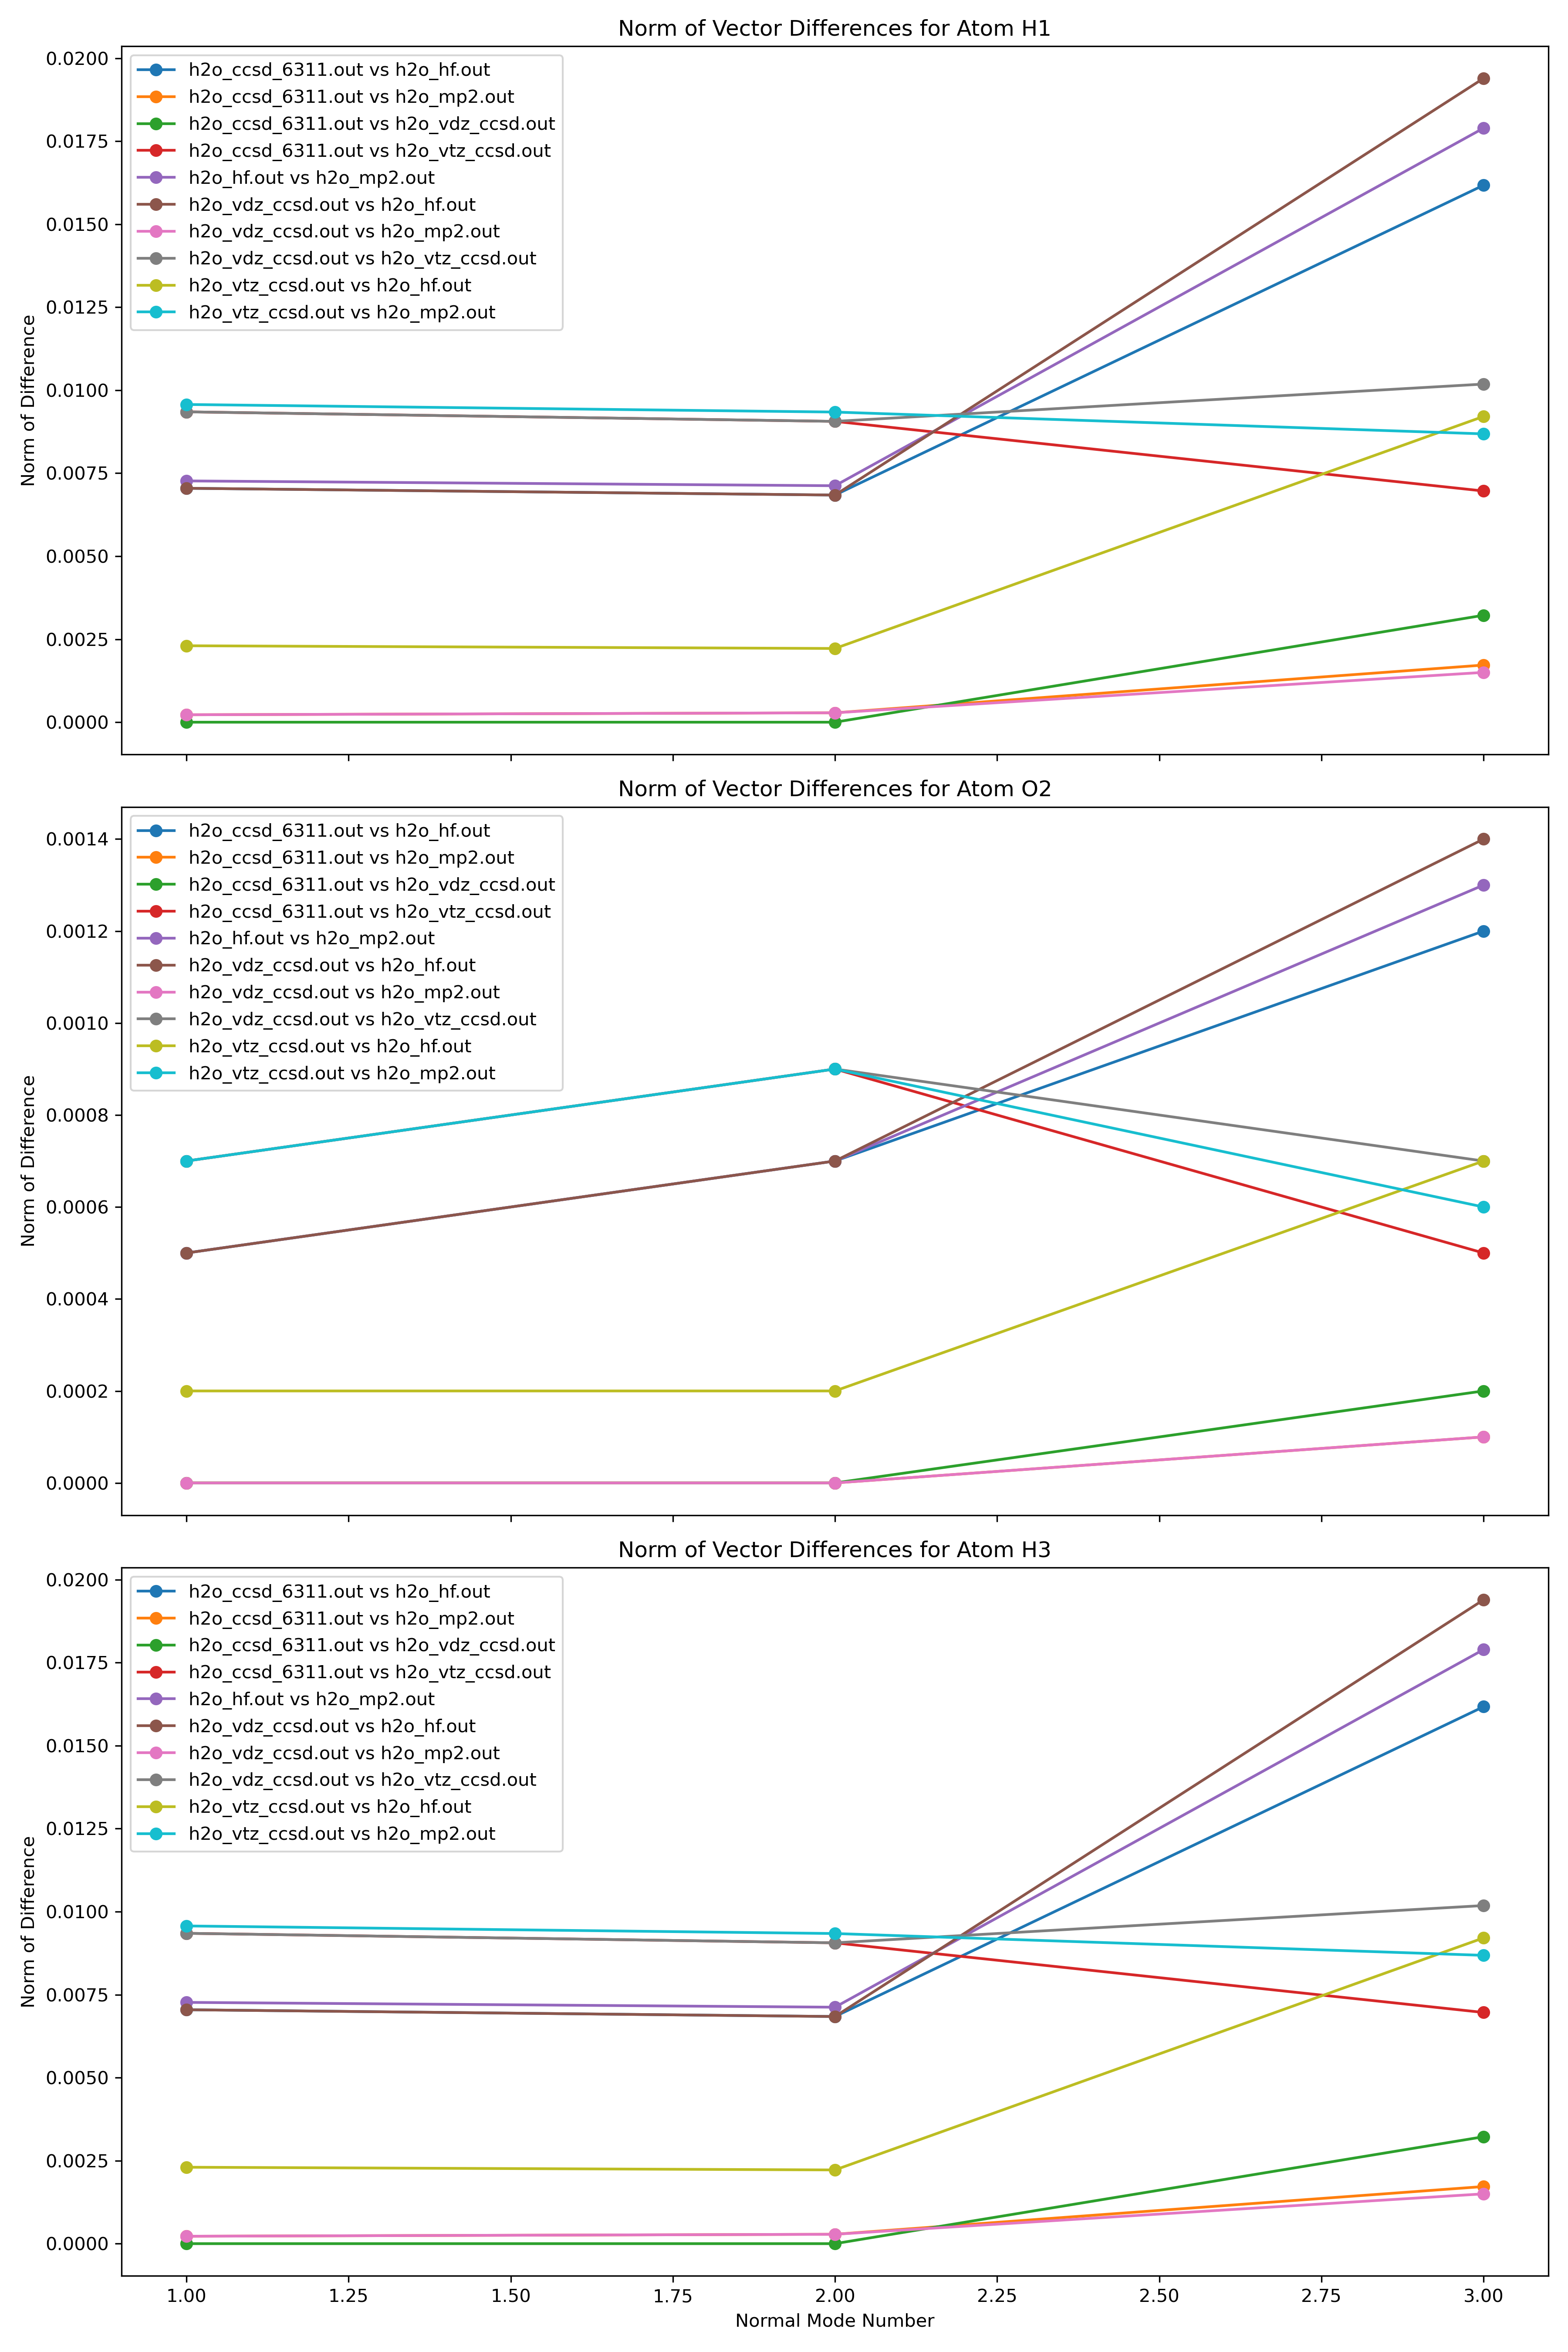 Norm of Vector Differences for Atom H1
0.0200
0.0175
0.0150
0.0125
0.0100
0.0075
0.0050
0.0025
0.0000
Norm of Difference
h2o_ccsd_6311.out vs h2o_hf.out
h2o_ccsd_6311.out vs h2o_mp2.out
h2o_ccsd_6311.out vs h2o_vdz_ccsd.out
h2o_ccsd_6311.out vs h2o_vtz_ccsd.out
h2o_hf.out vs h2o_mp2.out
h2o_vdz_ccsd.out vs h2o_hf.out
h2o_vdz_ccsd.out vs h2o_mp2.out
h2o_vdz_ccsd.out vs h2o_vtz_ccsd.out
h2o_vtz_ccsd.out vs h2o_hf.out
h2o_vtz_ccsd.out vs h2o_mp2.out
Norm of Vector Differences for Atom O2
0.0014
0.0012
0.0010
0.0008
0.0006
0.0004
0.0002
0.0000
Norm of Difference
h2o_ccsd_6311.out vs h2o_hf.out
h2o_ccsd_6311.out vs h2o_mp2.out
h2o_ccsd_6311.out vs h2o_vdz_ccsd.out
h2o_ccsd_6311.out vs h2o_vtz_ccsd.out
h2o_hf.out vs h2o_mp2.out
h2o_vdz_ccsd.out vs h2o_hf.out
h2o_vdz_ccsd.out vs h2o_mp2.out
h2o_vdz_ccsd.out vs h2o_vtz_ccsd.out
h2o_vtz_ccsd.out vs h2o_hf.out
h2o_vtz_ccsd.out vs h2o_mp2.out
Norm of Vector Differences for Atom H3
0.0200
0.0175
0.0150
0.0125
0.0100
0.0075
0.0050
0.0025
0.0000
Norm of Difference
h2o_ccsd_6311.out vs h2o_hf.out
h2o_ccsd_6311.out vs h2o_mp2.out
h2o_ccsd_6311.out vs h2o_vdz_ccsd.out
h2o_ccsd_6311.out vs h2o_vtz_ccsd.out
h2o_hf.out vs h2o_mp2.out
h2o_vdz_ccsd.out vs h2o_hf.out
h2o_vdz_ccsd.out vs h2o_mp2.out
h2o_vdz_ccsd.out vs h2o_vtz_ccsd.out
h2o_vtz_ccsd.out vs h2o_hf.out
h2o_vtz_ccsd.out vs h2o_mp2.out
1.00 1.25 1.50 1.75 2.00 2.25 2.50 2.75 3.00
Normal Mode Number